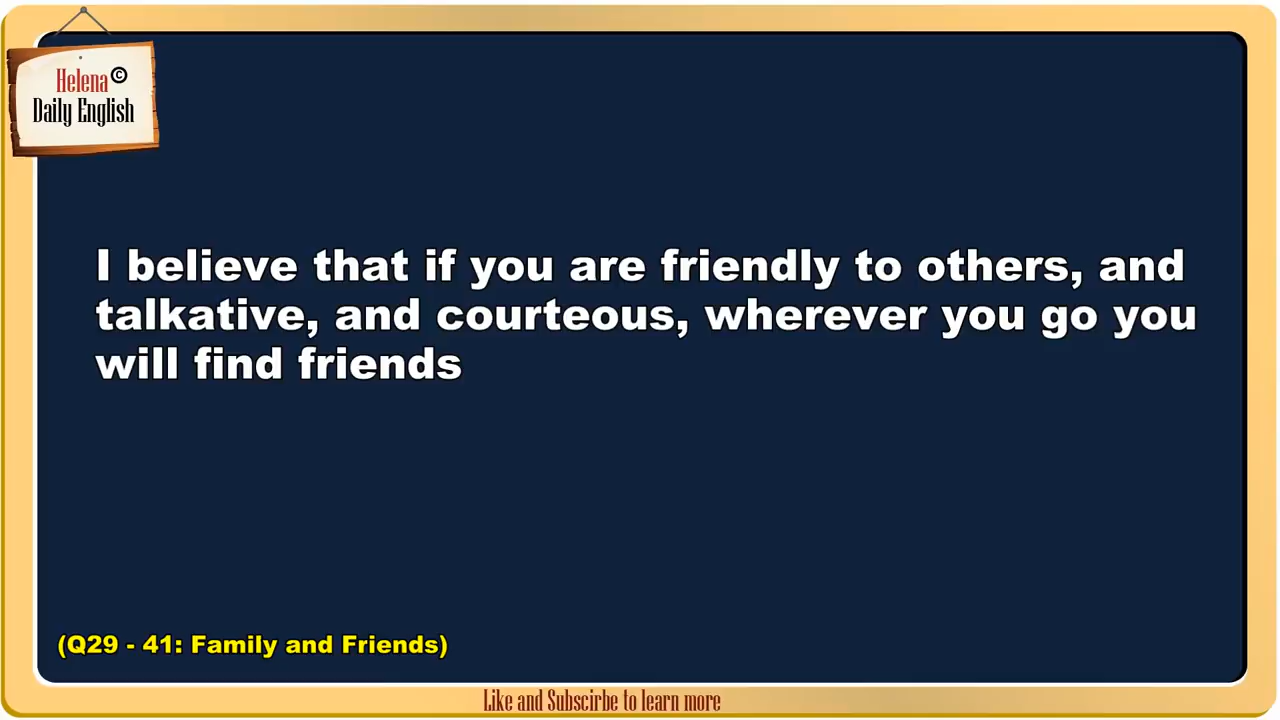 Helena ©
Daily English
I believe that if you are friendly to others, and
talkative, and courteous, wherever you go you
will find friends
(Q29 - 41: Family and Friends)
Like and Subscirbe to learn more